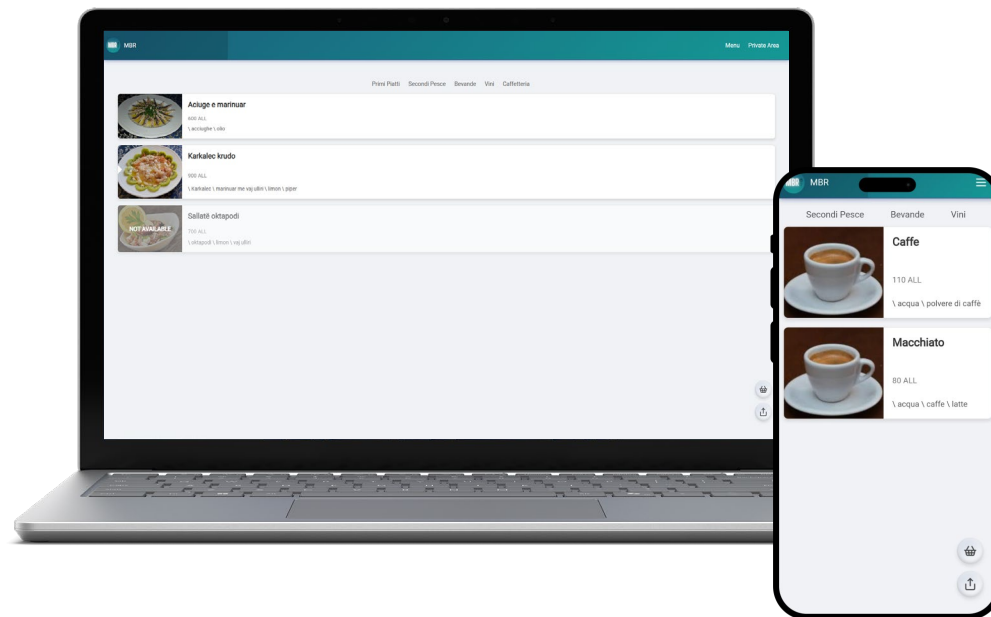 MBR
Menu Private Area
Primi Piatti Secondi Pesce Bevande Vini Caffetteria
Aciuge e marinuar
600 ALL
\ acciughe \ olio
Karkalec krudo
900 ALL
\ Karkalec \ marinuar me vaj ulliri \ limon \ piper
NOT AVAILABLE
Sallatë oktapodi
700 ALL
\ oktapodi \ limon \ vaj ulliri
MBR MBR
Secondi Pesce Bevande Vini
Caffe
110 ALL
\ acqua \ polvere di caffè
Macchiato
80 ALL
\ acqua \ caffe \ latte